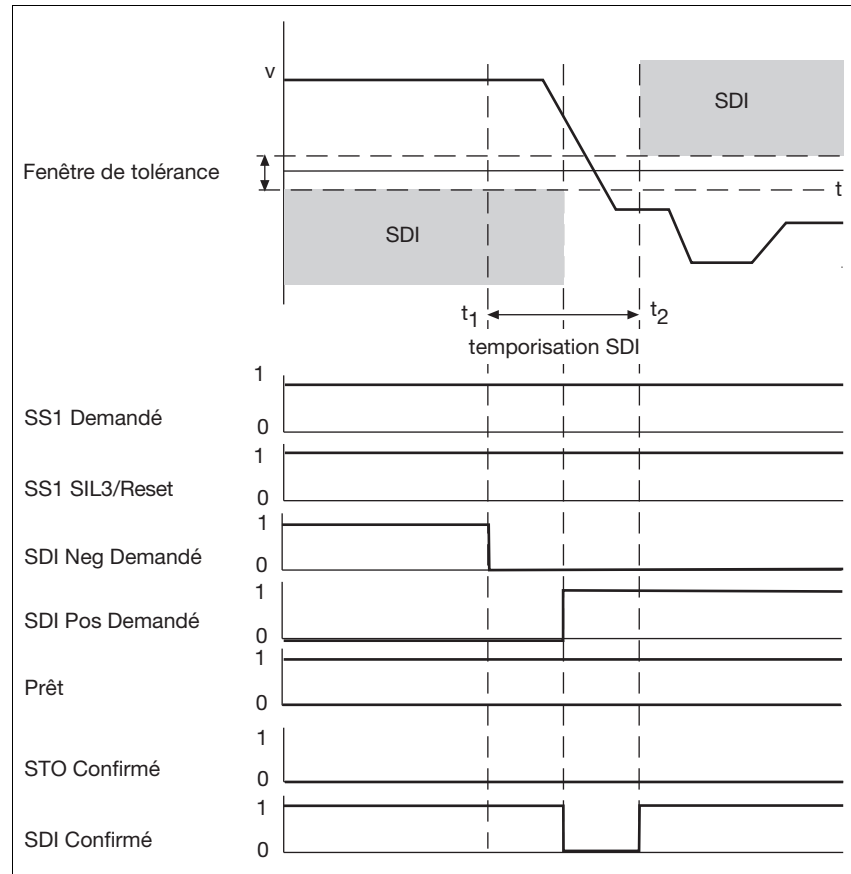 v
SDI
Fenêtre de tolérance
t
SDI
t1
t2
temporisation SDI
1
SS1 Demandé
0
1
SS1 SIL3/Reset
0
1
SDI Neg Demandé
0
1
SDI Pos Demandé
0
1
Prêt
0
1
STO Confirmé
0
1
SDI Confirmé
0